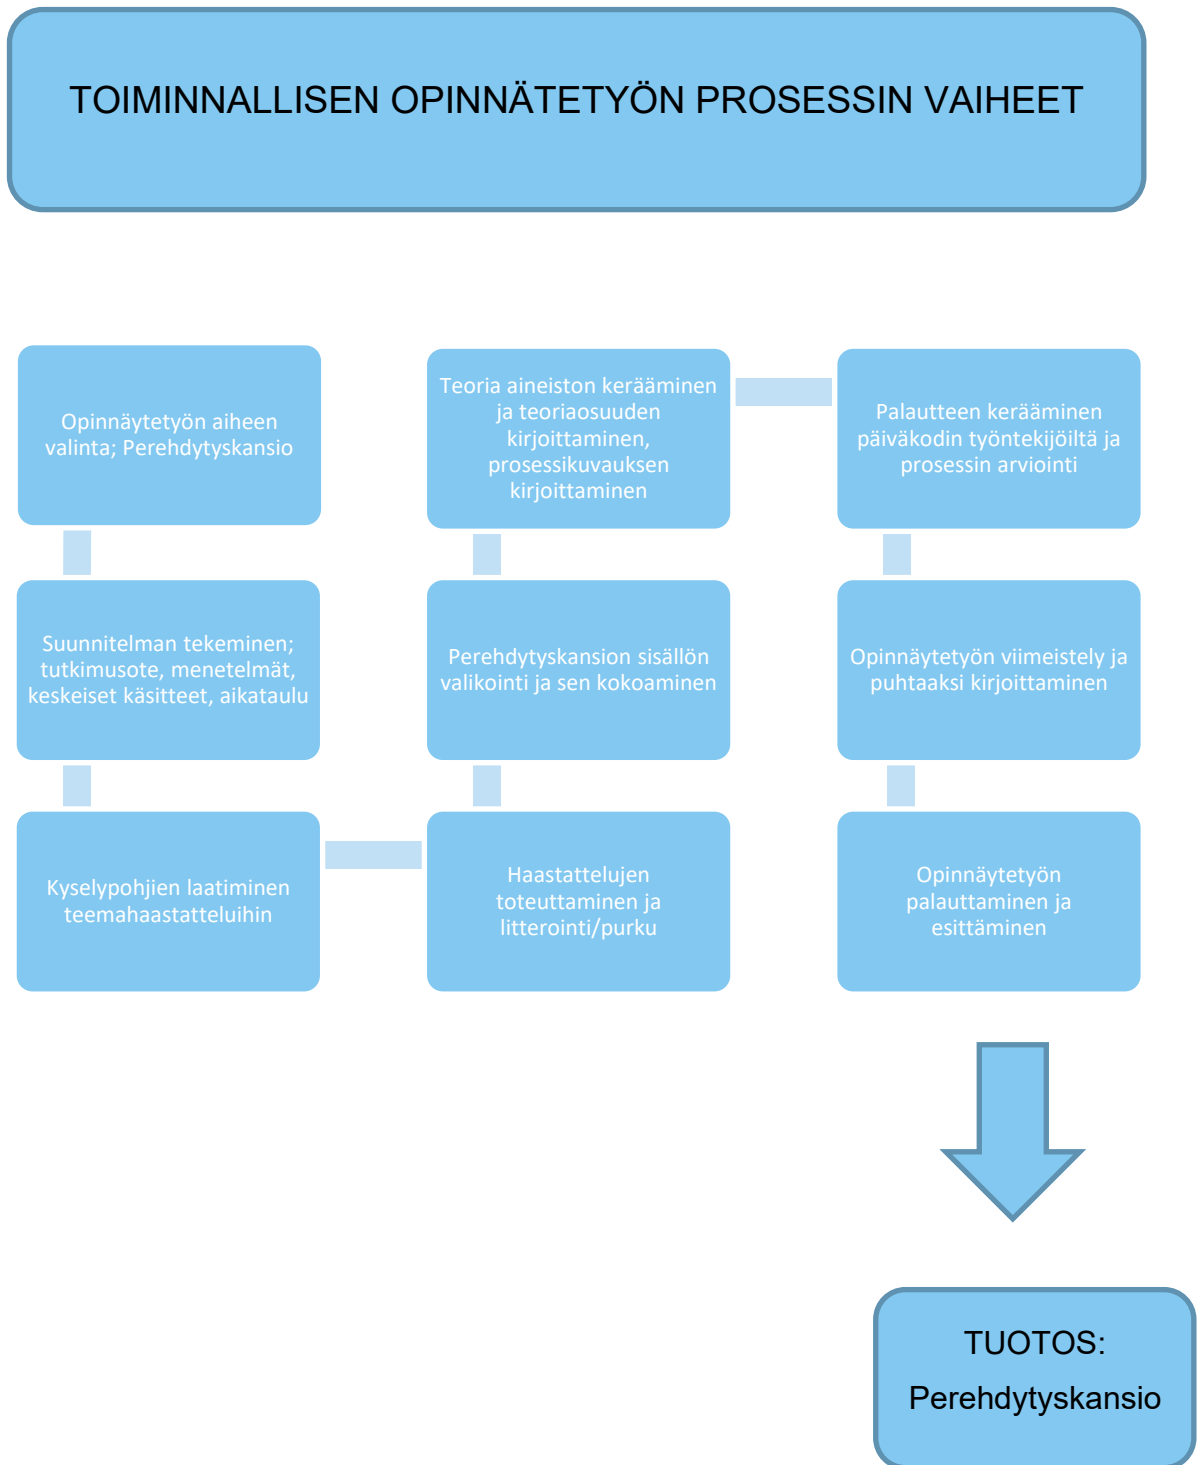 TOIMINNALLISEN OPINNÄTETYÖN PROSESSIN VAIHEET
Opinnäytetyön aiheen
valinta; Perehdytyskansio
Suunnitelman tekeminen;
tutkimusote, menetelmät,
keskeiset käsitteet, aikataulu
Kyselypohjien laatiminen
teemahaastatteluihin
Haastattelujen
toteuttaminen ja
litterointi/purku
Perehdytyskansion sisällön
valikointi ja sen kokoaminen
Teoria aineiston kerääminen
ja teoriaosuuden
kirjoittaminen,
prosessikuvauksen
kirjoittaminen
Palautteen kerääminen
päiväkodin työntekijöiltä ja
prosessin arviointi
Opinnäytetyön viimeistely ja
puhtaaksi kirjoittaminen
Opinnäytetyön
palauttaminen ja
esittäminen
TUOTOS:
Perehdytyskansio